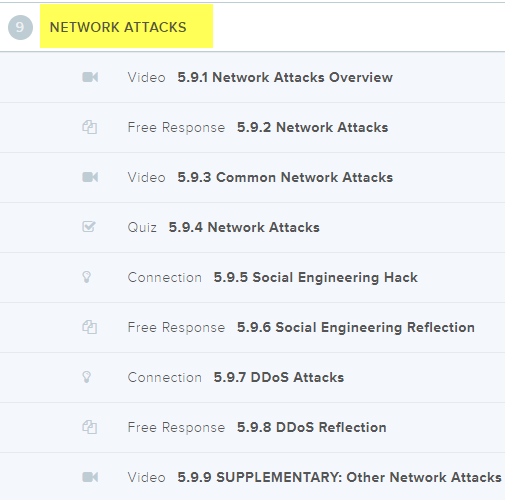 9 NETWORK ATTACKS
Video 5.9.1 Network Attacks Overview
Free Response 5.9.2 Network Attacks
Video 5.9.3 Common Network Attacks
Quiz 5.9.4 Network Attacks
Connection 5.9.5 Social Engineering Hack
Free Response 5.9.6 Social Engineering Reflection
Connection 5.9.7 DDoS Attacks
Free Response 5.9.8 DDoS Reflection
Video 5.9.9 SUPPLEMENTARY: Other Network Attacks